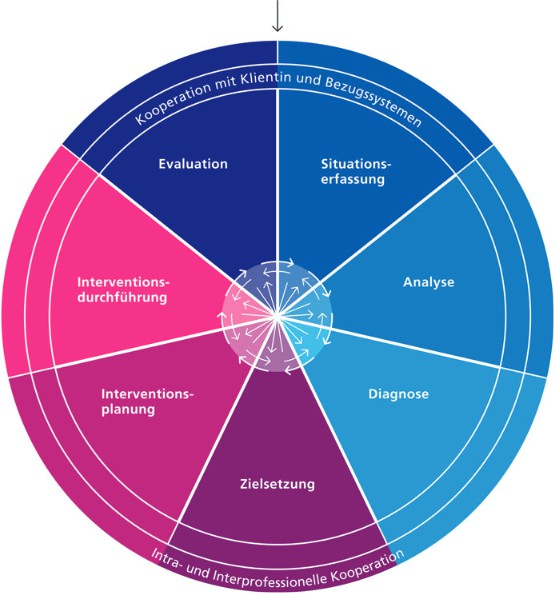 Kooperation mit Klientin und Bezugssystemen
Evaluation
Situations-
erfassung
Interventions-
durchführung
Analyse
Interventions-
planung
Diagnose
Zielsetzung
Intra- und Interprofessionelle Kooperation